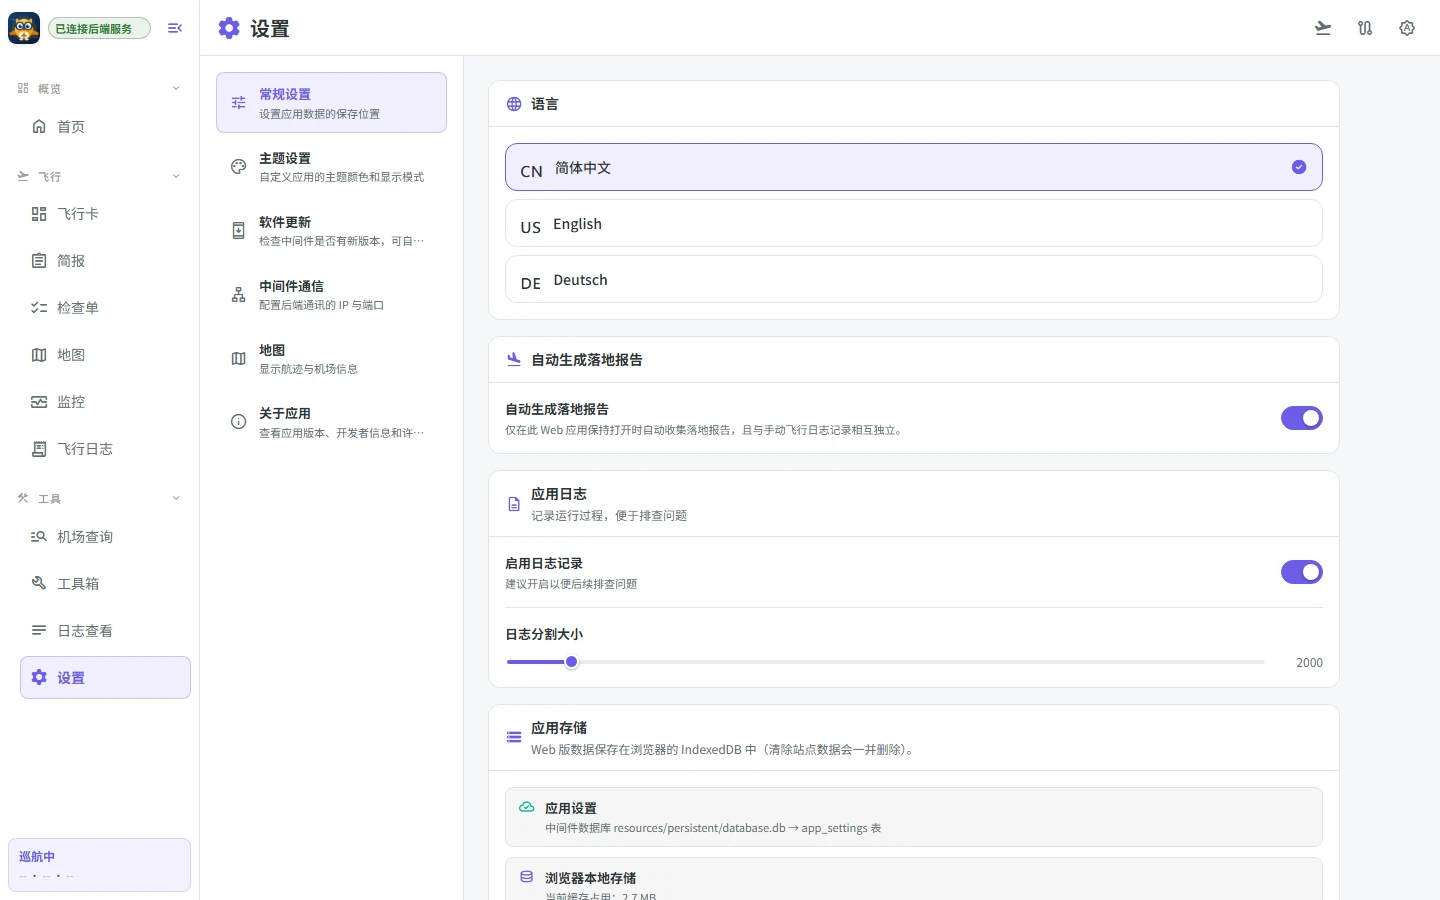 已连接后端服务
概览
首页
飞行
飞行卡
简报
检查单
地图
监控
飞行日志
工具
机场查询
工具箱
日志查看
设置
巡航中
-- • -- • --
设置
常规设置
设置应用数据的保存位置
主题设置
自定义应用的主题颜色和显示模式
软件更新
检查中间件是否有新版本，可自…
中间件通信
配置后端通讯的 IP 与端口
地图
显示航迹与机场信息
关于应用
查看应用版本、开发者信息和许…
语言
CN 简体中文
US English
DE Deutsch
自动生成落地报告
自动生成落地报告
仅在此 Web 应用保持打开时自动收集落地报告，且与手动飞行日志记录相互独立。
应用日志
记录运行过程，便于排查问题
启用日志记录
建议开启以便后续排查问题
日志分割大小
2000
应用存储
Web 版数据保存在浏览器的 IndexedDB 中（清除站点数据会一并删除）。
应用设置
中间件数据库 resources/persistent/database.db → app_settings 表
浏览器本地存储
当前缓存占用：2.7 MB